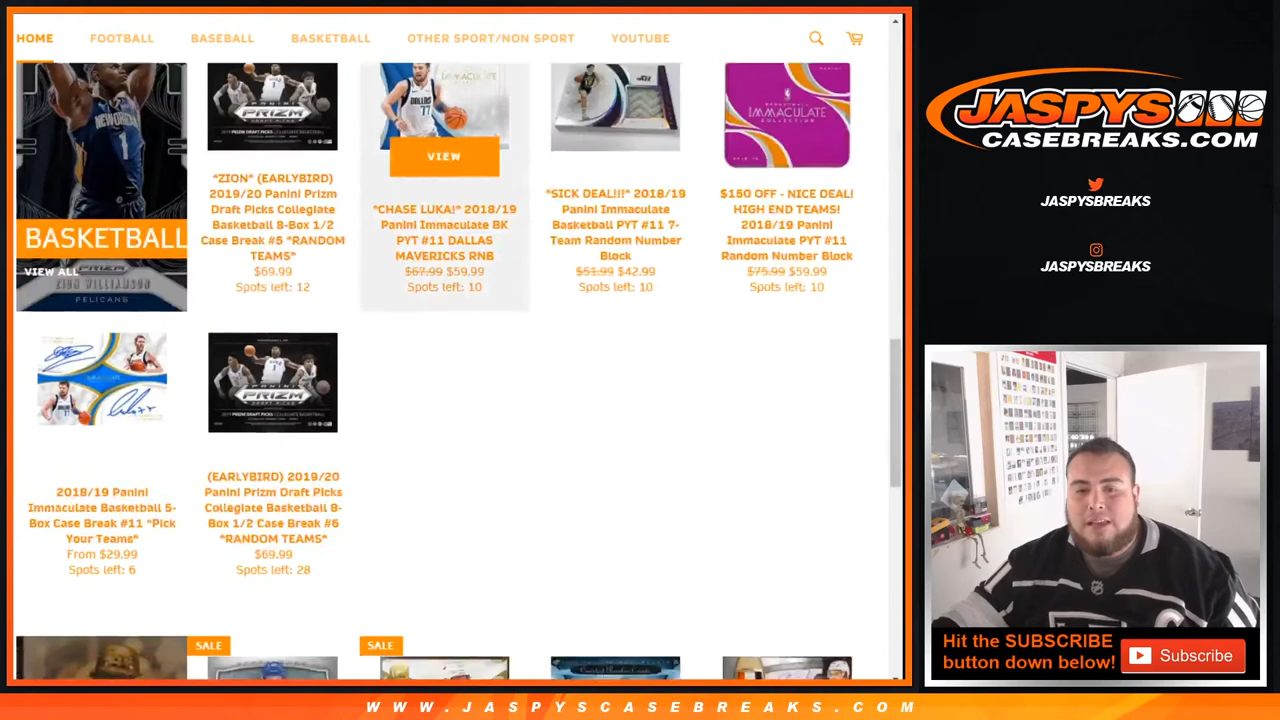 HOME
FOOTBALL
BASEBALL
BASKETBALL
OTHER SPORT/NON SPORT
YOUTUBE
BASKETBALL
VIEW ALL
PRIZM
ZION WILLIAMSON
PELICANS
PRIZM
*ZION* (EARLYBIRD)
2019/20 Panini Prizm
Draft Picks Collegiate
Basketball 8-Box 1/2
Case Break #5 *RANDOM
TEAMS*
$69.99
Spots left: 12
VIEW
*CHASE LUKA!* 2018/19
Panini Immaculate BK
PYT #11 DALLAS
MAVERICKS RNB
$67.99 $59.99
Spots left: 10
*SICK DEAL!!!* 2018/19
Panini Immaculate
Basketball PYT #11 7-
Team Random Number
Block
$51.99 $42.99
Spots left: 10
IMMACULATE
COLLECTION
$150 OFF - NICE DEAL!
HIGH END TEAMS!
2018/19 Panini
Immaculate PYT #11
Random Number Block
$75.99 $59.99
Spots left: 10
2018/19 Panini
Immaculate Basketball 5-
Box Case Break #11 *Pick
Your Teams*
From $29.99
Spots left: 6
PRIZM
(EARLYBIRD) 2019/20
Panini Prizm Draft Picks
Collegiate Basketball 8-
Box 1/2 Case Break #6
*RANDOM TEAMS*
$69.99
Spots left: 28
SALE
SALE
JASPYS
CASEBREAKS.COM
JASPYSBREAKS
JASPYSBREAKS
Hit the SUBSCRIBE
button down below!
Subscribe
WWW.JASPYSCASEBREAKS.COM